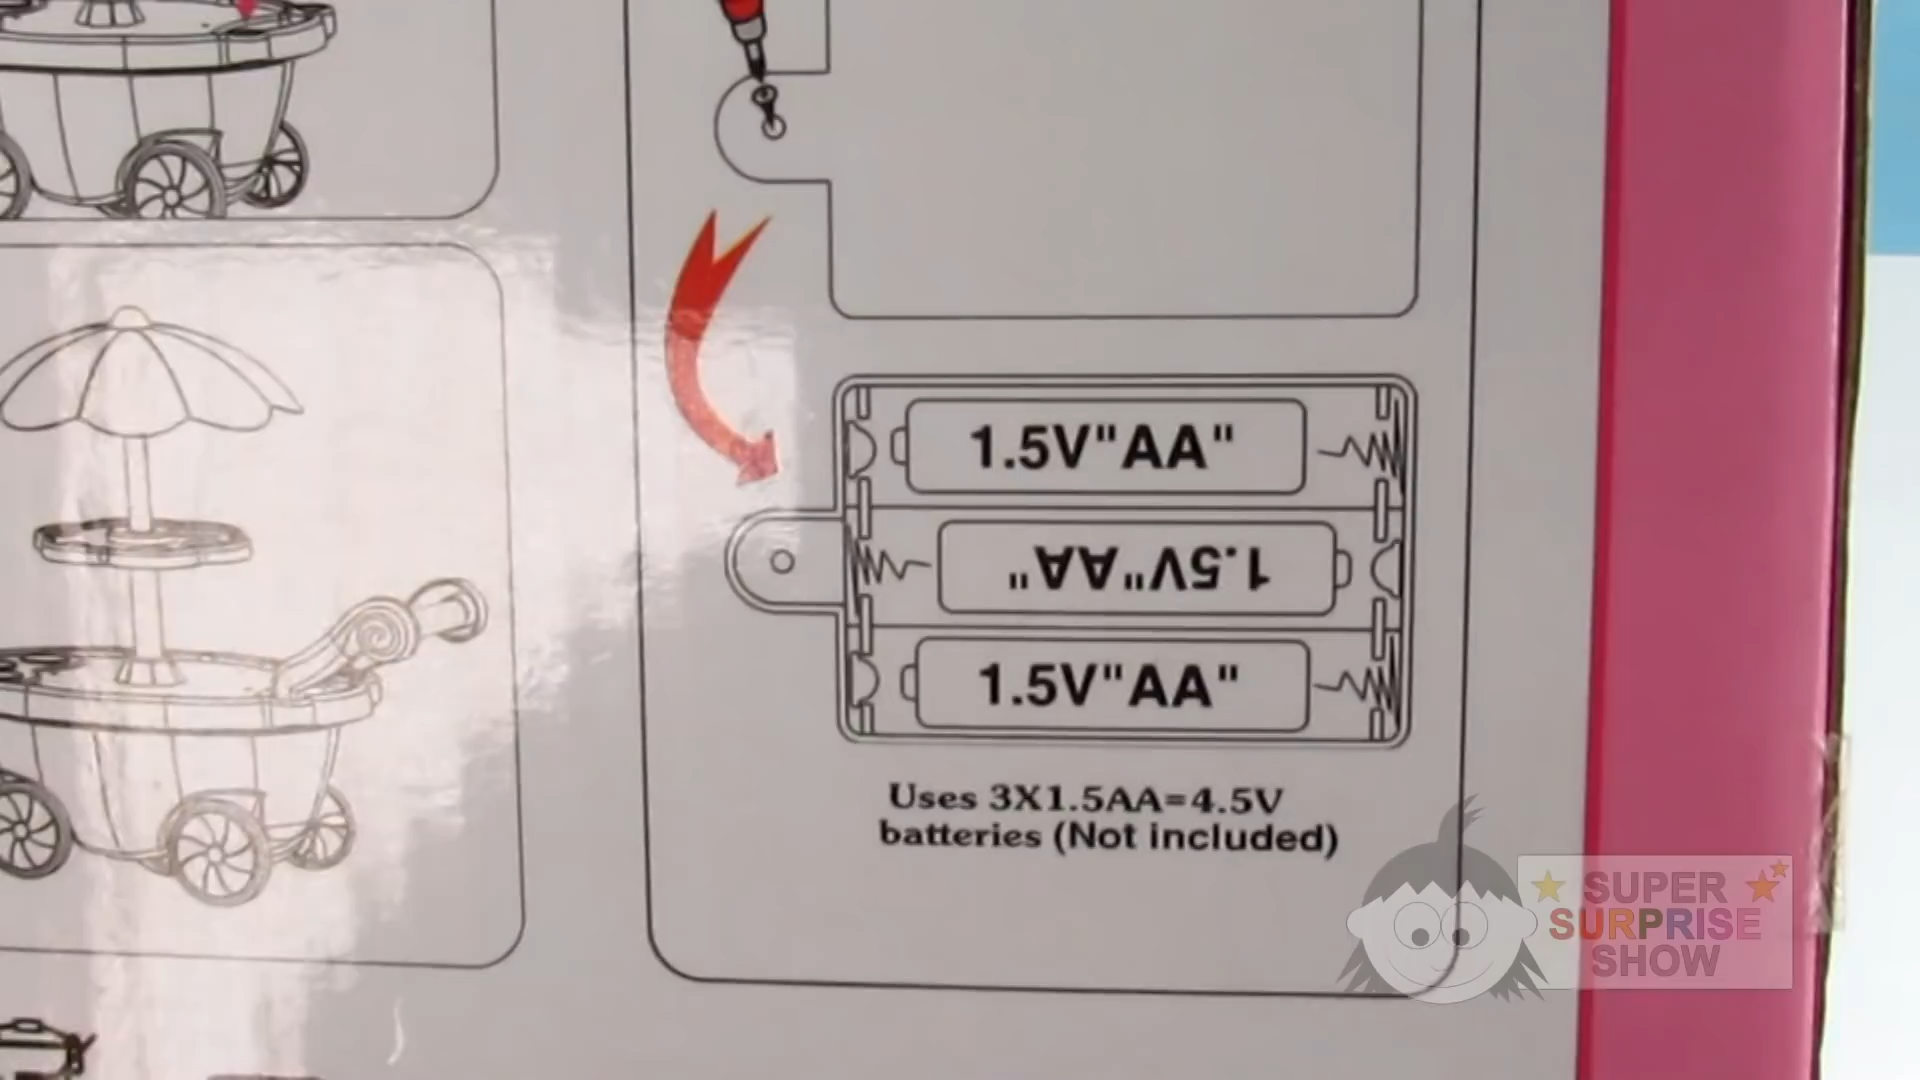 1.5V"AA"
1.5V"AA"
1.5V"AA"
Uses 3X1.5AA=4.5V
batteries (Not included)
SUPER
SURPRISE
SHOW